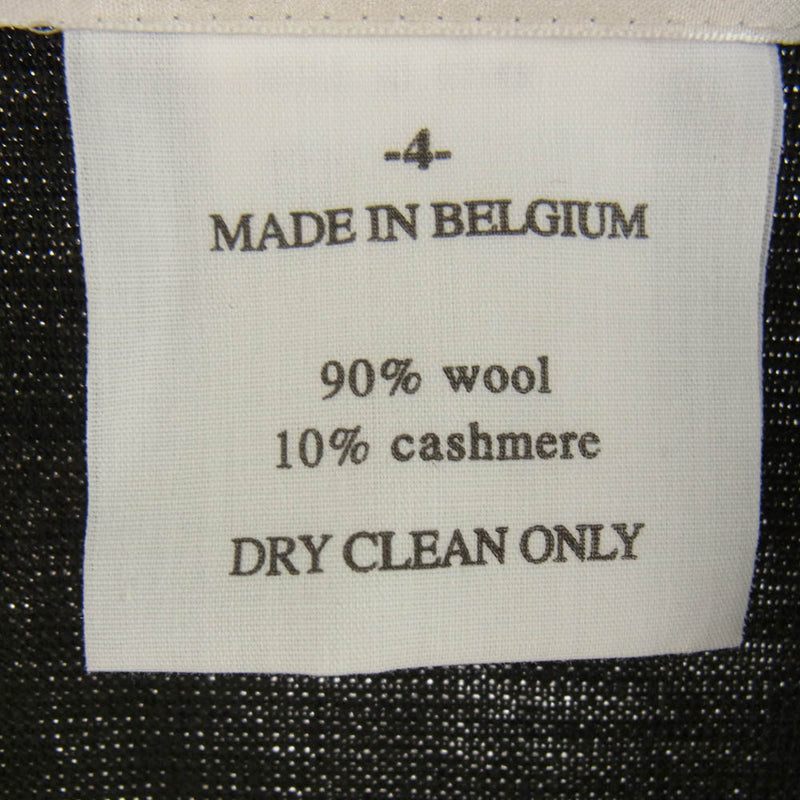 -4-
MADE IN BELGIUM
90% wool
10% cashmere
DRY CLEAN ONLY